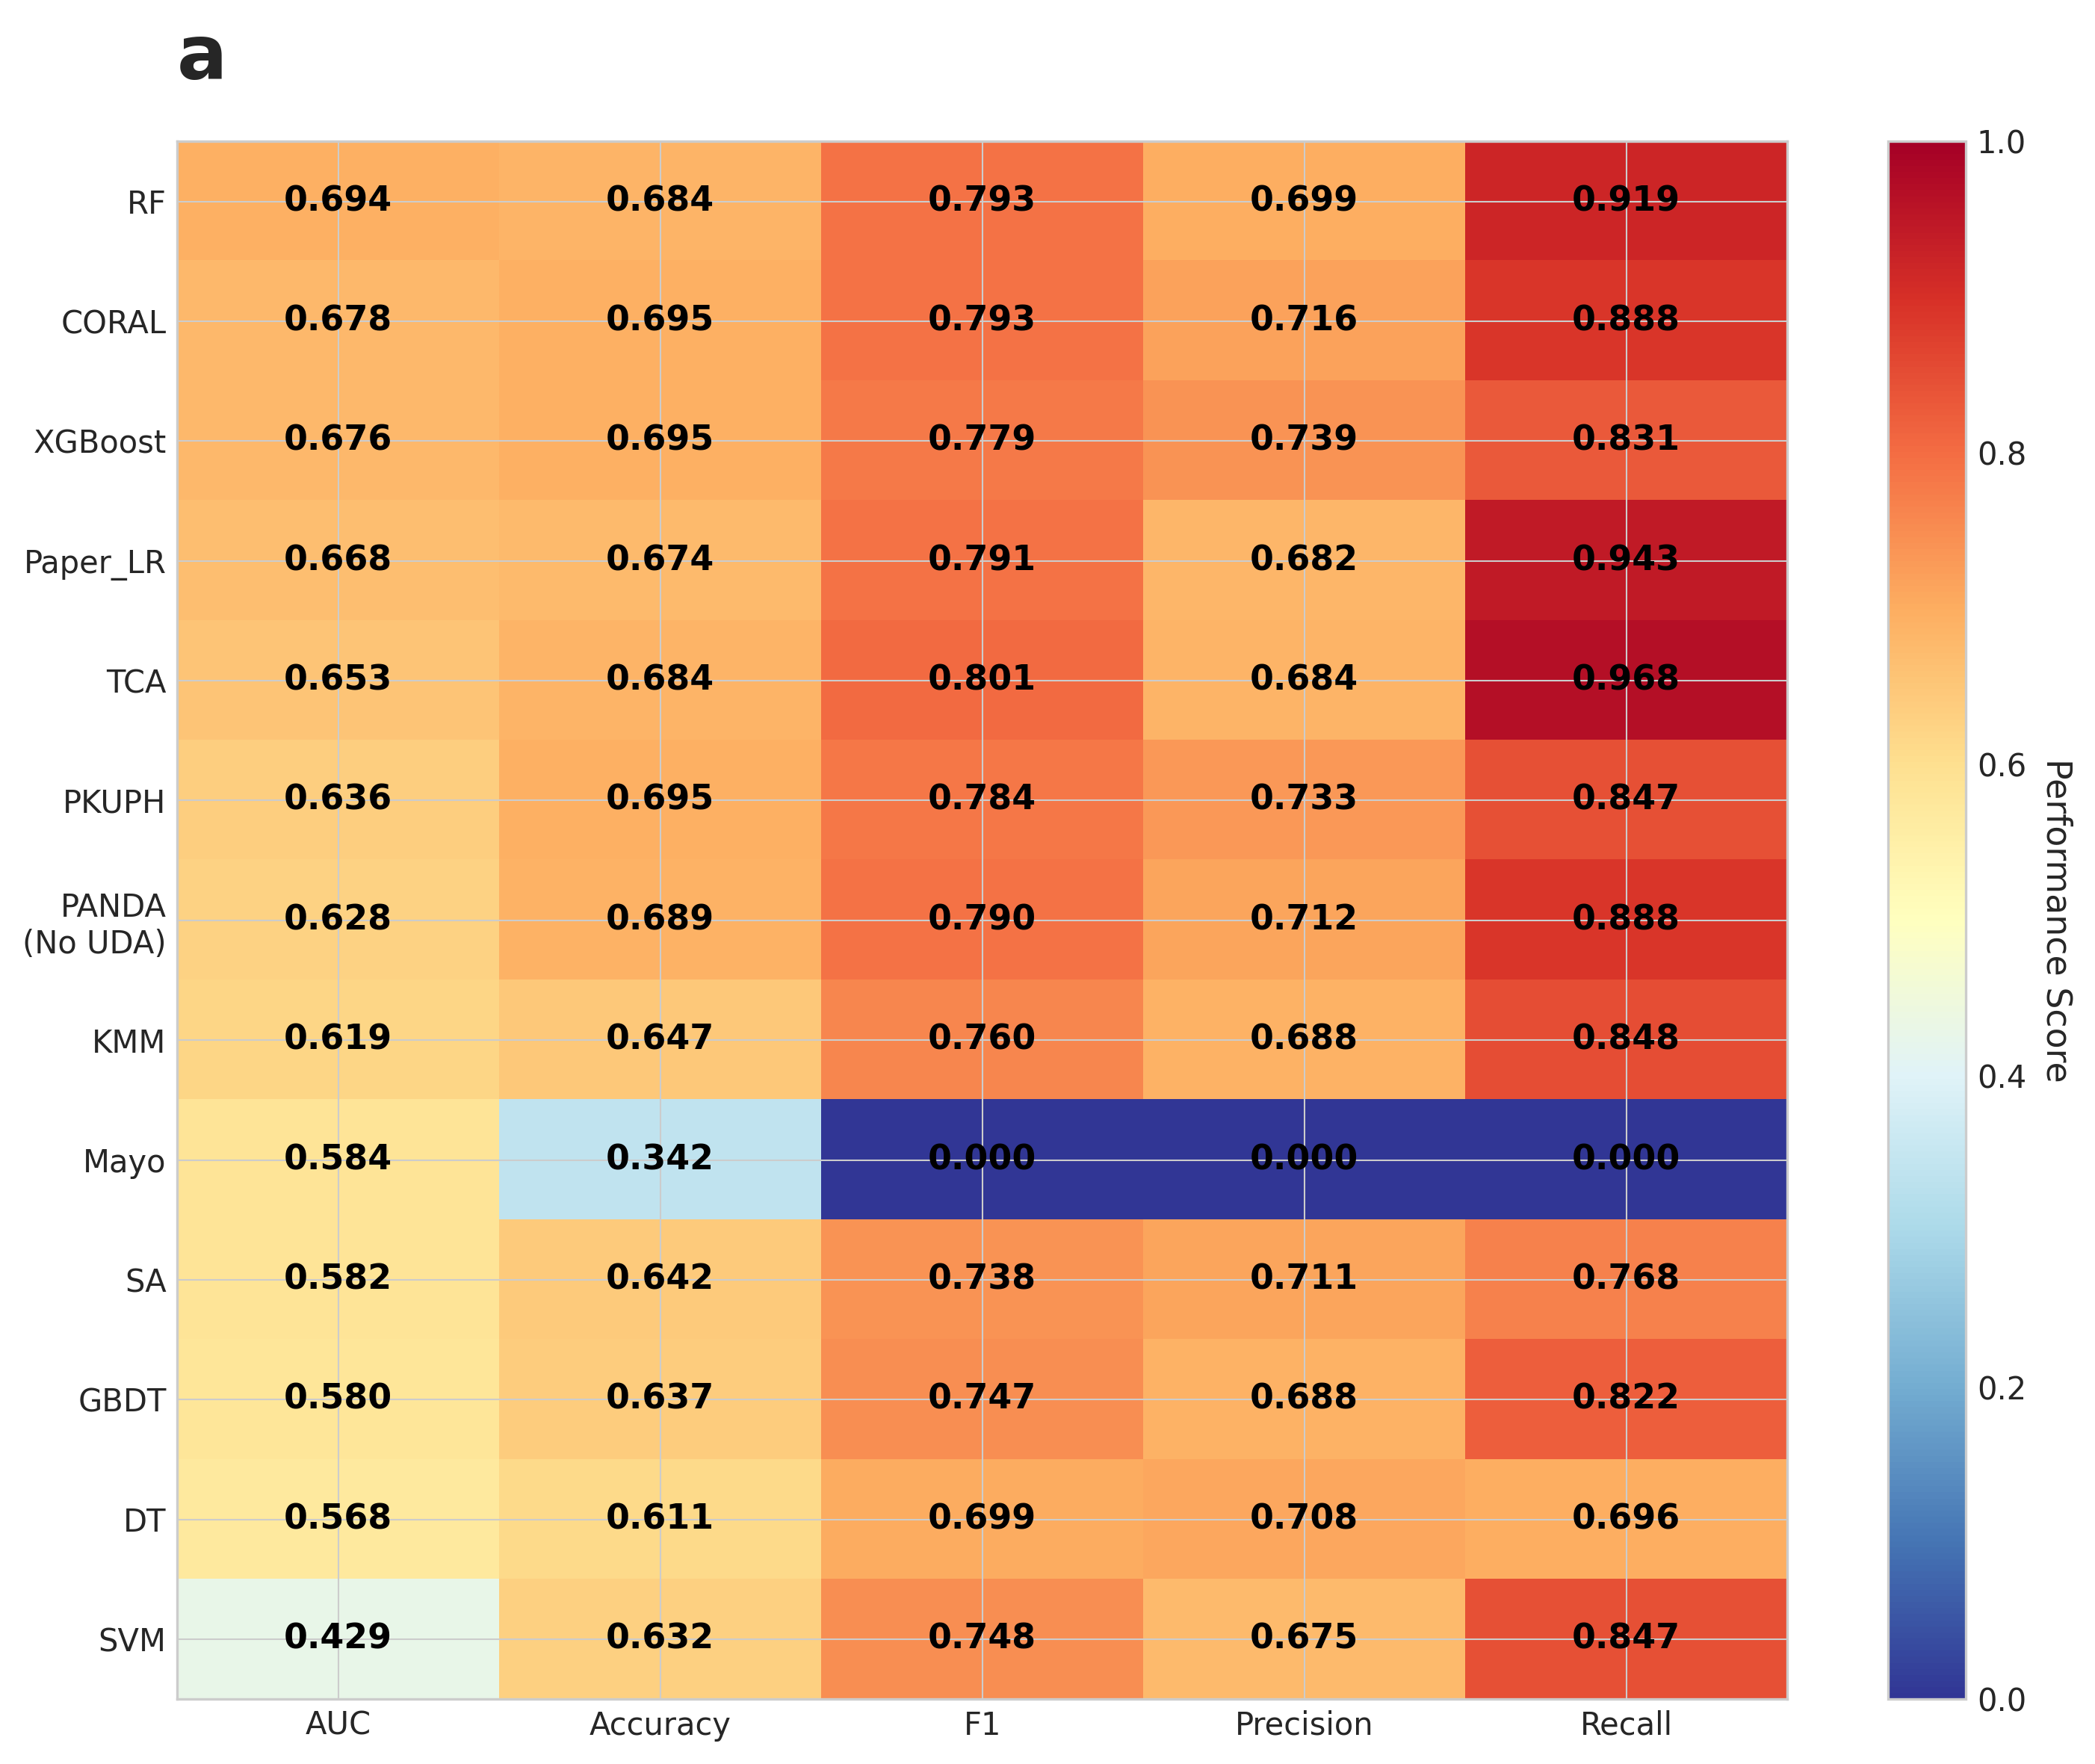 a
RF 0.694 0.684 0.793 0.699 0.919
CORAL 0.678 0.695 0.793 0.716 0.888
XGBoost 0.676 0.695 0.779 0.739 0.831
Paper_LR 0.668 0.674 0.791 0.682 0.943
TCA 0.653 0.684 0.801 0.684 0.968
PKUPH 0.636 0.695 0.784 0.733 0.847
PANDA
(No UDA) 0.628 0.689 0.790 0.712 0.888
KMM 0.619 0.647 0.760 0.688 0.848
Mayo 0.584 0.342 0.000 0.000 0.000
SA 0.582 0.642 0.738 0.711 0.768
GBDT 0.580 0.637 0.747 0.688 0.822
DT 0.568 0.611 0.699 0.708 0.696
SVM 0.429 0.632 0.748 0.675 0.847
AUC Accuracy F1 Precision Recall
1.0
0.8
0.6
0.4
0.2
0.0
Performance Score